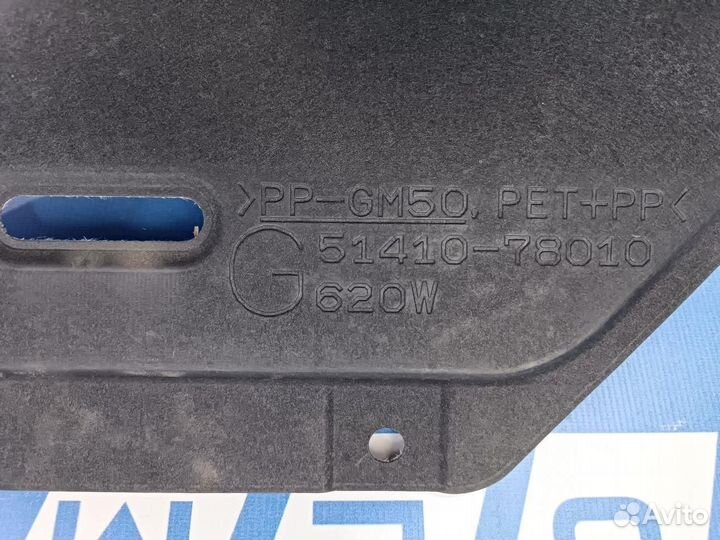 >PP-GM50. PET+PP<
G 51410-78010
620W
Avito